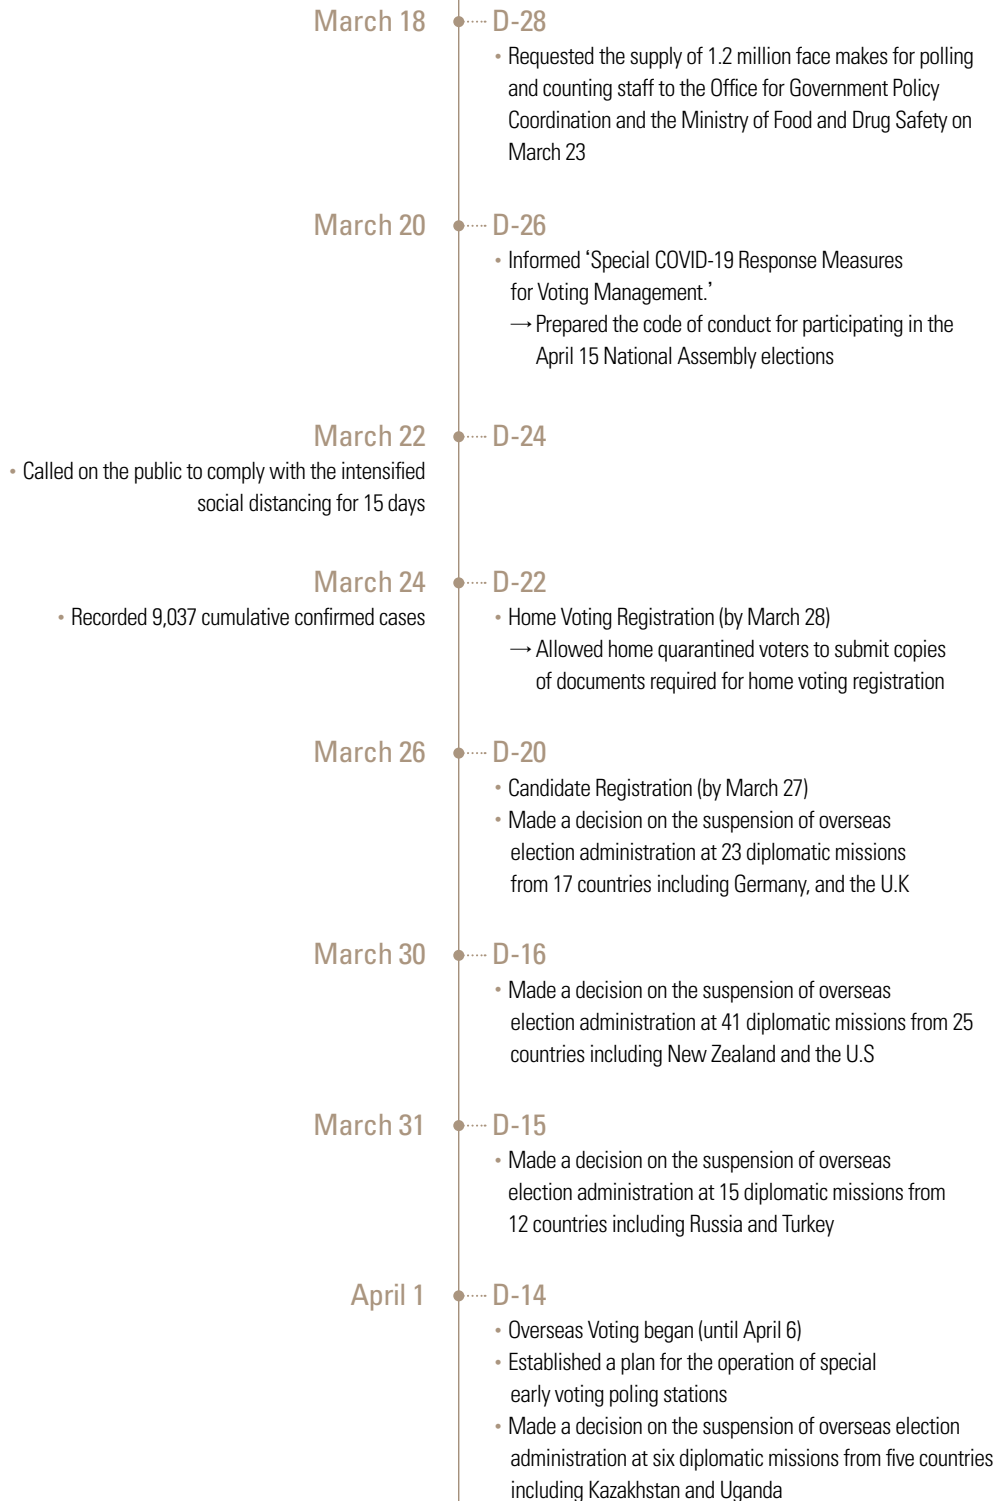 March 18
D-28
• Requested the supply of 1.2 million face makes for polling
and counting staff to the Office for Government Policy
Coordination and the Ministry of Food and Drug Safety on
March 23
March 20
D-26
• Informed ‘Special COVID-19 Response Measures
for Voting Management.’
→ Prepared the code of conduct for participating in the
April 15 National Assembly elections
March 22
D-24
• Called on the public to comply with the intensified
social distancing for 15 days
March 24
D-22
• Recorded 9,037 cumulative confirmed cases
• Home Voting Registration (by March 28)
→ Allowed home quarantined voters to submit copies
of documents required for home voting registration
March 26
D-20
• Candidate Registration (by March 27)
• Made a decision on the suspension of overseas
election administration at 23 diplomatic missions
from 17 countries including Germany, and the U.K
March 30
D-16
• Made a decision on the suspension of overseas
election administration at 41 diplomatic missions from 25
countries including New Zealand and the U.S
March 31
D-15
• Made a decision on the suspension of overseas
election administration at 15 diplomatic missions from
12 countries including Russia and Turkey
April 1
D-14
• Overseas Voting began (until April 6)
• Established a plan for the operation of special
early voting poling stations
• Made a decision on the suspension of overseas election
administration at six diplomatic missions from five countries
including Kazakhstan and Uganda